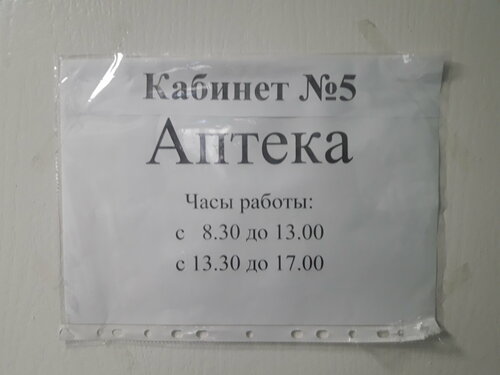 Кабинет №5
Аптека
Часы работы:
с 8.30 до 13.00
с 13.30 до 17.00